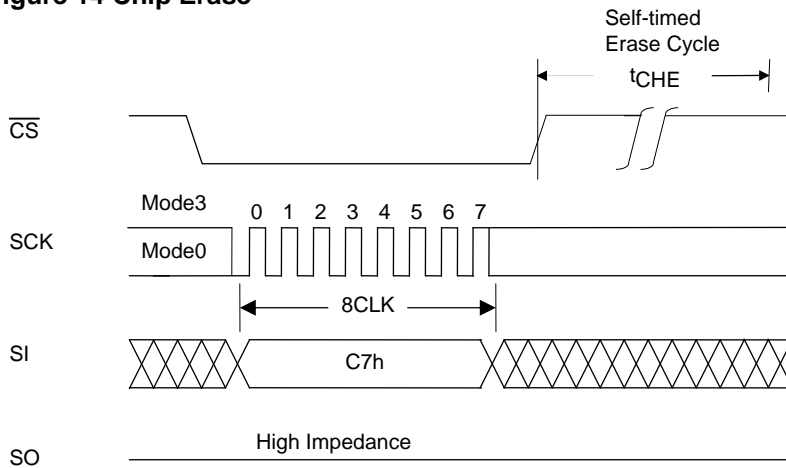 Figure 14 Chip Erase
Self-timed
Erase Cycle
tCHE
CS
Mode3
0 1 2 3 4 5 6 7
SCK
Mode0
8CLK
SI
C7h
High Impedance
SO